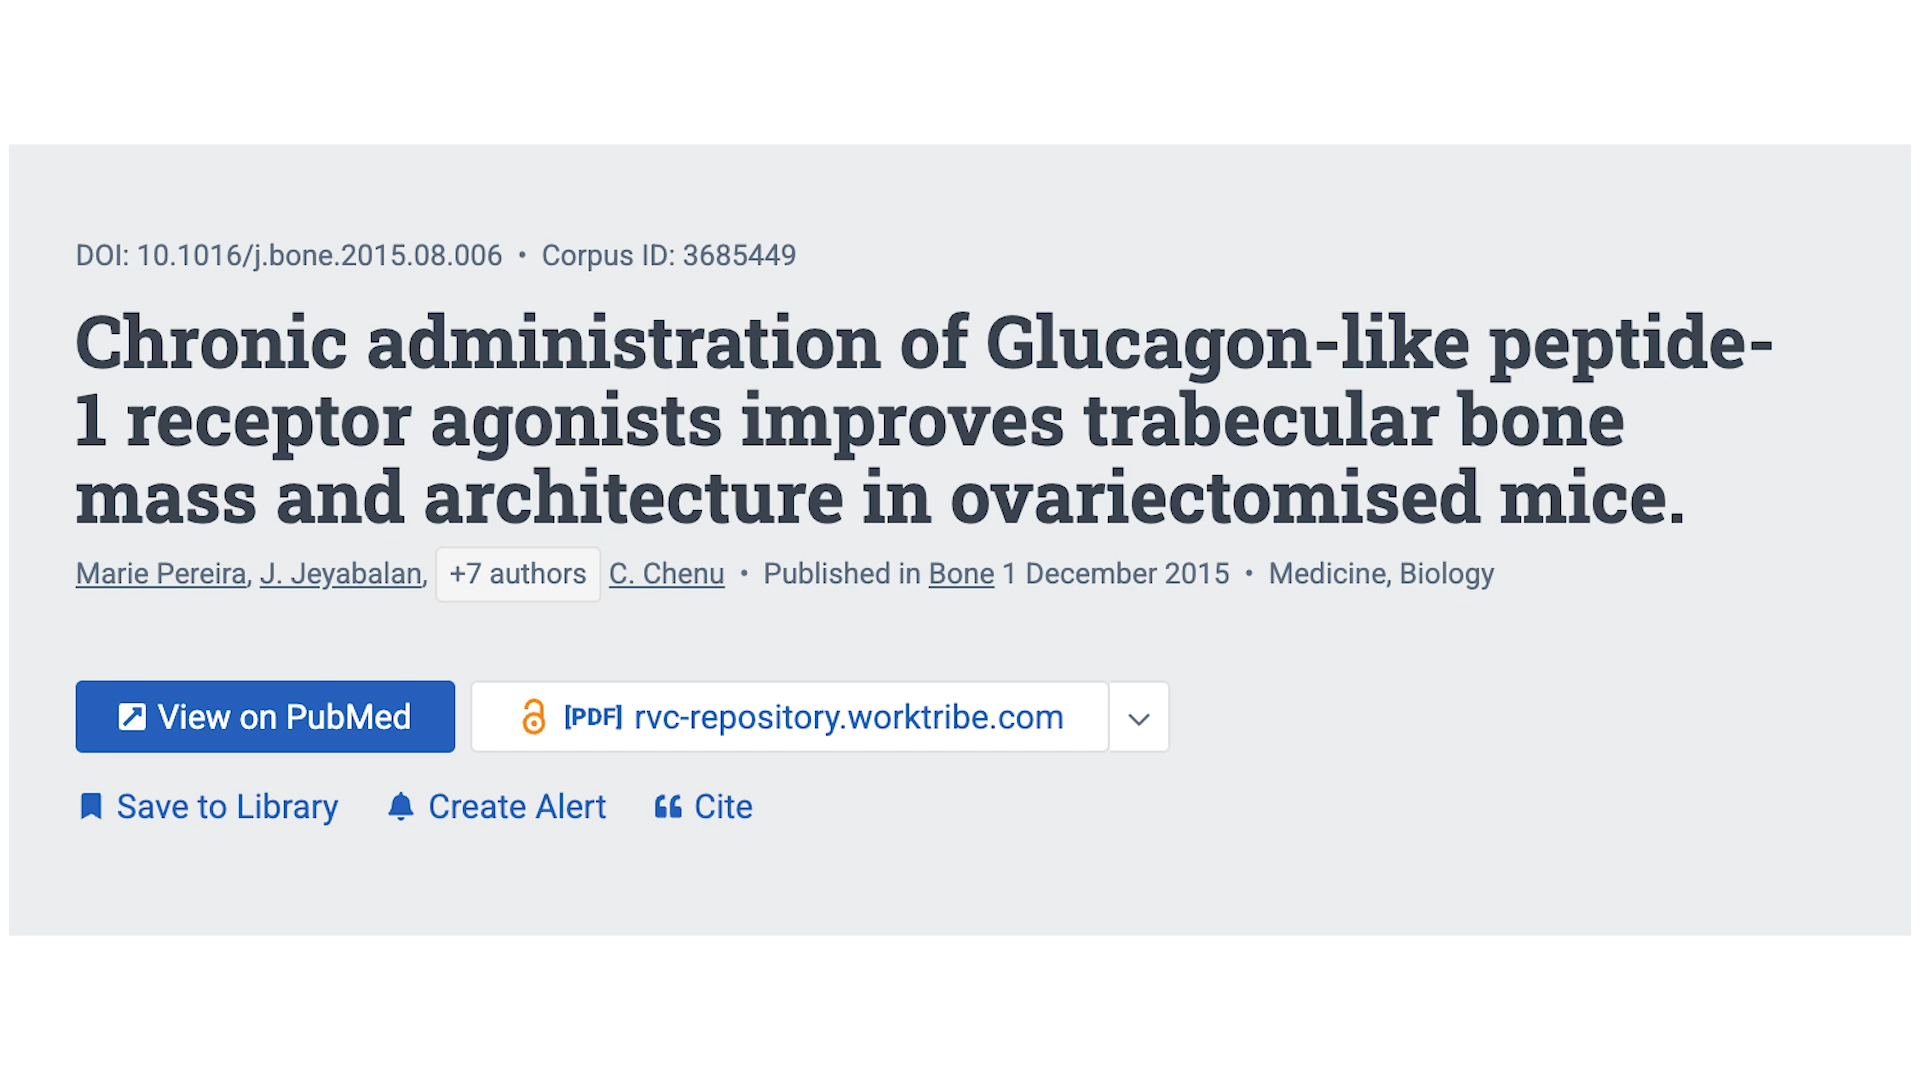 DOI: 10.1016/j.bone.2015.08.006 • Corpus ID: 3685449
Chronic administration of Glucagon-like peptide-
1 receptor agonists improves trabecular bone
mass and architecture in ovariectomised mice.
Marie Pereira, J. Jeyabalan, +7 authors C. Chenu • Published in Bone 1 December 2015 • Medicine, Biology
View on PubMed [PDF] rvc-repository.worktribe.com
Save to Library Create Alert Cite